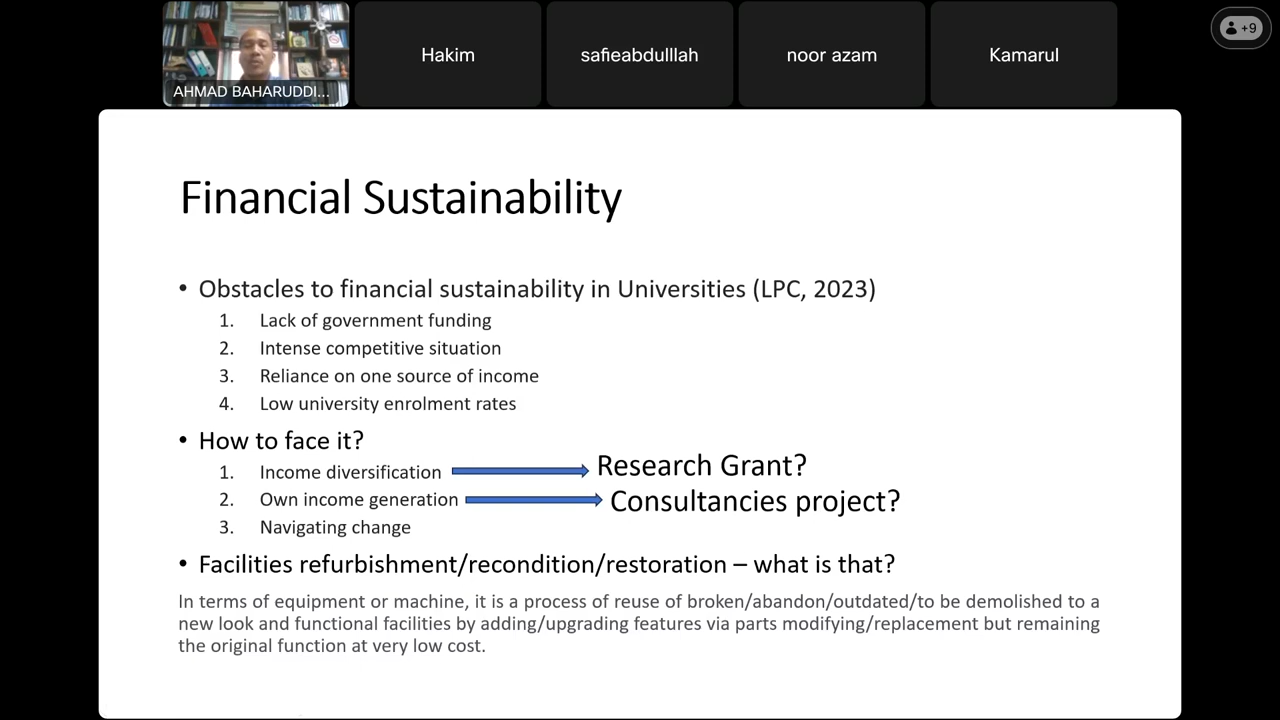 AHMAD BAHARUDDI...
Hakim
safieabdulllah
noor azam
Kamarul
+9
Financial Sustainability
• Obstacles to financial sustainability in Universities (LPC, 2023)
1. Lack of government funding
2. Intense competitive situation
3. Reliance on one source of income
4. Low university enrolment rates
• How to face it?
1. Income diversification
Research Grant?
2. Own income generation
Consultancies project?
3. Navigating change
• Facilities refurbishment/recondition/restoration – what is that?
In terms of equipment or machine, it is a process of reuse of broken/abandon/outdated/to be demolished to a
new look and functional facilities by adding/upgrading features via parts modifying/replacement but remaining
the original function at very low cost.